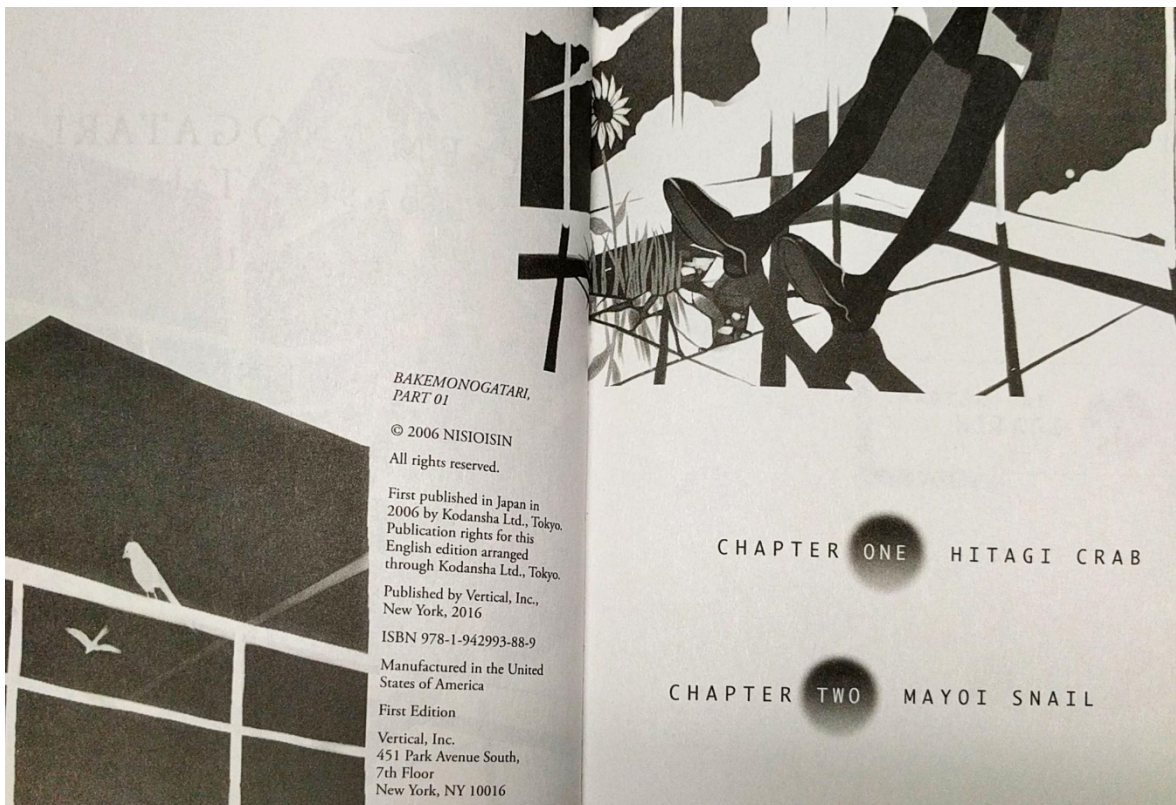 BAKEMONOGATARI,
PART 01
© 2006 NISIOISIN
All rights reserved.
First published in Japan in
2006 by Kodansha Ltd., Tokyo.
Publication rights for this
English edition arranged
through Kodansha Ltd., Tokyo.
Published by Vertical, Inc.,
New York, 2016
ISBN 978-1-942993-88-9
Manufactured in the United
States of America
First Edition
Vertical, Inc.
451 Park Avenue South,
7th Floor
New York, NY 10016
CHAPTER ONE HITAGI CRAB
CHAPTER TWO MAYOI SNAIL